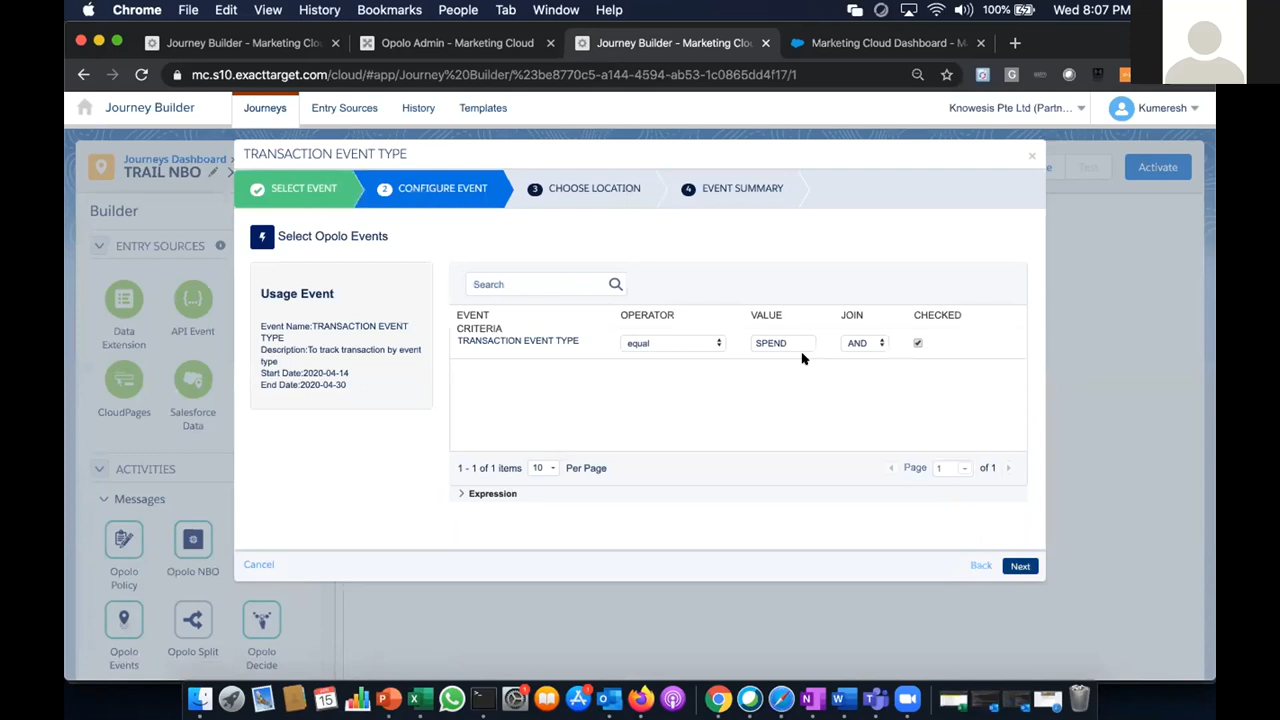 Chrome File Edit View History Bookmarks People Tab Window Help 100% Wed 8:07 PM
Journey Builder - Marketing Clo Opolo Admin - Marketing Cloud Journey Builder - Marketing Clo Marketing Cloud Dashboard - M
mc.s10.exacttarget.com/cloud/#app/Journey%20Builder/%23be8770c5-a144-4594-ab53-1c0865dd4f17/1
Journey Builder Journeys Entry Sources History Templates Knowesis Pte Ltd (Partn... Kumeresh
Journeys Dashboard
TRAIL NBO
Test Activate
Builder
ENTRY SOURCES
Data Extension
API Event
CloudPages
Salesforce Data
ACTIVITIES
Messages
Opolo Policy
Opolo NBO
Opolo Events
Opolo Split
Opolo Decide
TRANSACTION EVENT TYPE
SELECT EVENT 2 CONFIGURE EVENT 3 CHOOSE LOCATION 4 EVENT SUMMARY
Select Opolo Events
Usage Event
Event Name:TRANSACTION EVENT
TYPE
Description:To track transaction by event
type
Start Date:2020-04-14
End Date:2020-04-30
Search
EVENT CRITERIA OPERATOR VALUE JOIN CHECKED
TRANSACTION EVENT TYPE equal SPEND AND
1 - 1 of 1 items 10 Per Page Page 1 of 1
Expression
Cancel Back Next
15